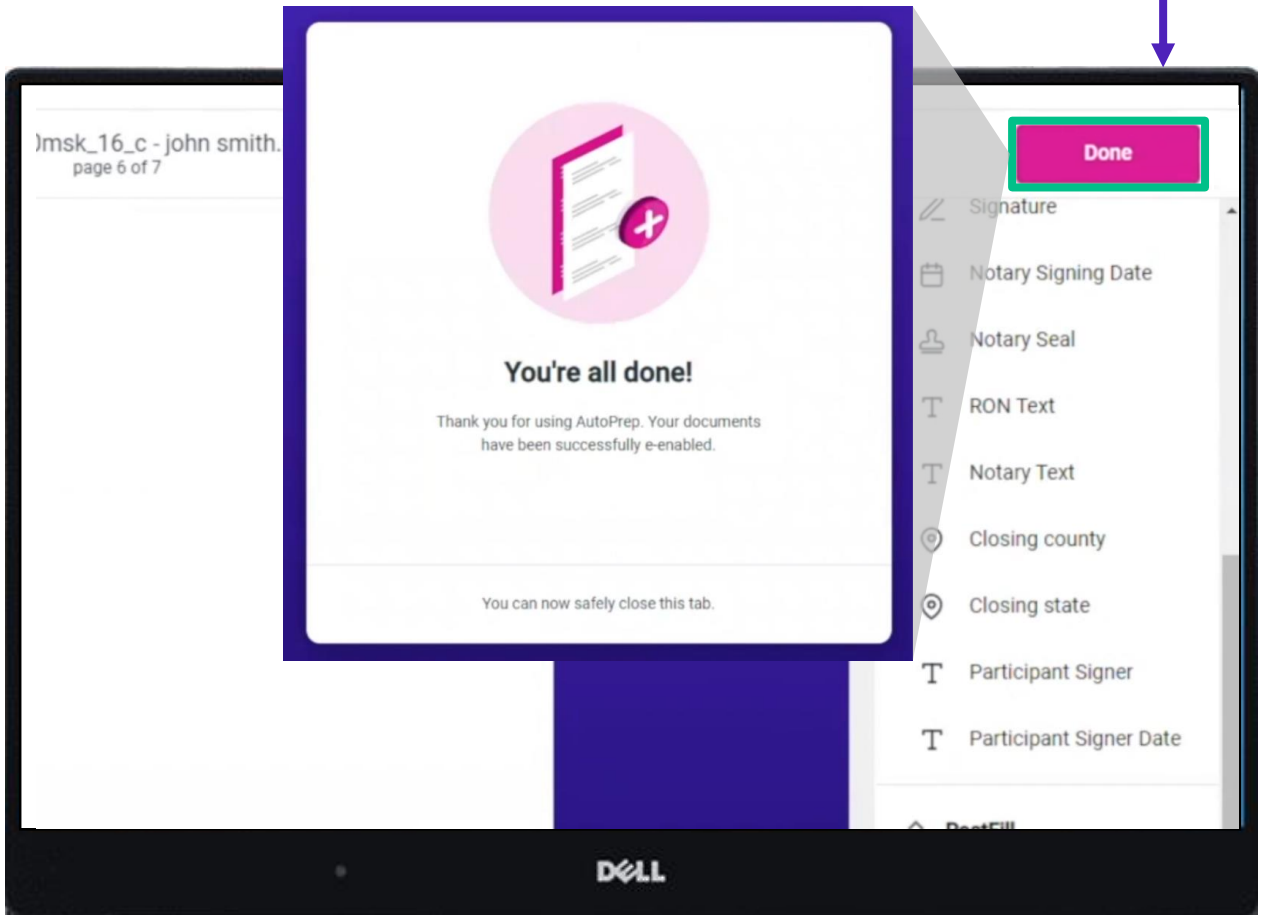 0msk_16_c - john smith...
page 6 of 7
Done
You're all done!
Thank you for using AutoPrep. Your documents
have been successfully e-enabled.
You can now safely close this tab.
Signature
Notary Signing Date
Notary Seal
RON Text
Notary Text
Closing county
Closing state
Participant Signer
Participant Signer Date
PostFill
DELL